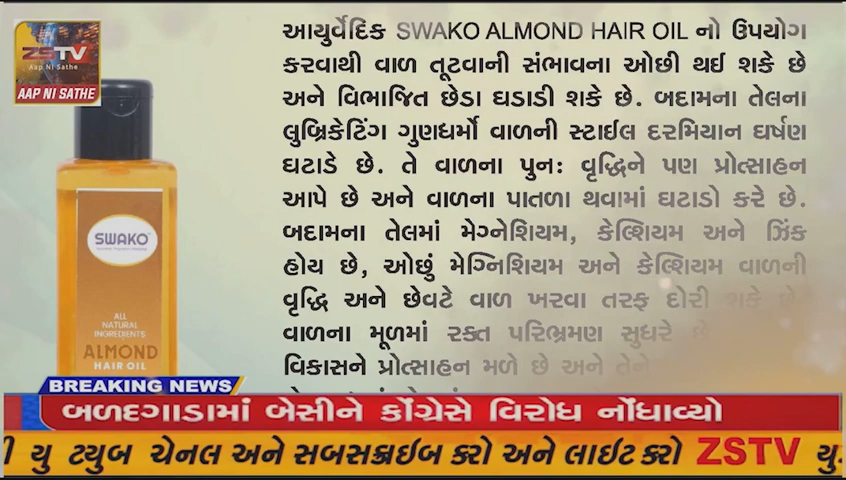 ZSTV
Aap Ni Sathe
AAP NI SATHE
આયુર્વેદિક SWAKO ALMOND HAIR OIL નો ઉપયોગ
કરવાથી વાળ તૂટવાની સંભાવના ઓછી થઈ શકે છે
અને વિભાજિત છેડા ઘડાડી શકે છે. બદામના તેલના
લુબ્રિકેટિંગ ગુણધર્મો વાળની સ્ટાઈલ દરમિયાન ઘર્ષણ
ઘટાડે છે. તે વાળના પુનઃ વૃદ્ધિને પણ પ્રોત્સાહન
આપે છે અને વાળના પાતળા થવામાં ઘટાડો કરે છે.
બદામના તેલમાં મેગ્નેશિયમ, કેલ્શિયમ અને ઝિંક
હોય છે, ઓછું મેગ્નિશિયમ અને કેલ્શિયમ વાળની
વૃદ્ધિ અને છેવટે વાળ ખરવા તરફ દોરી શકે છે
વાળના મૂળમાં રક્ત પરિભ્રમણ સુધરે છે
વિકાસને પ્રોત્સાહન મળે છે અને તેને
SWAKO
ALL
NATURAL
INGREDIENTS
ALMOND
HAIR OIL
BREAKING NEWS
બળદગાડામાં બેસીને કોંગ્રેસે વિરોધ નોંધાવ્યો
યુ ટ્યુબ ચેનલ અને સબસક્રાઇબ કરો અને લાઈટ કરો ZSTV